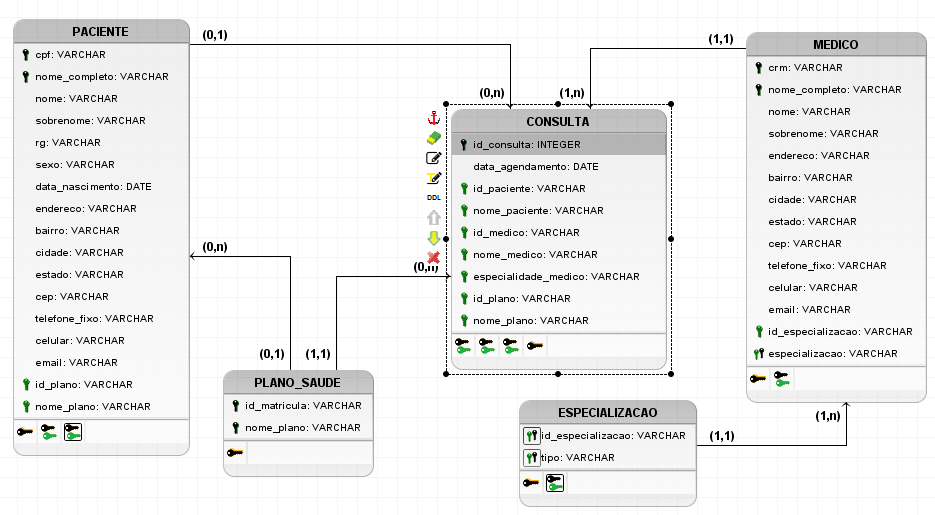 PACIENTE
cpf: VARCHAR
nome_completo: VARCHAR
nome: VARCHAR
sobrenome: VARCHAR
rg: VARCHAR
sexo: VARCHAR
data_nascimento: DATE
endereco: VARCHAR
bairro: VARCHAR
cidade: VARCHAR
estado: VARCHAR
cep: VARCHAR
telefone_fixo: VARCHAR
celular: VARCHAR
email: VARCHAR
id_plano: VARCHAR
nome_plano: VARCHAR
(0,1)
(0,n)
(1,n)
(1,1)
DDL
CONSULTA
id_consulta: INTEGER
data_agendamento: DATE
id_paciente: VARCHAR
nome_paciente: VARCHAR
id_medico: VARCHAR
nome_medico: VARCHAR
especialidade_medico: VARCHAR
id_plano: VARCHAR
nome_plano: VARCHAR
MEDICO
crm: VARCHAR
nome_completo: VARCHAR
nome: VARCHAR
sobrenome: VARCHAR
endereco: VARCHAR
bairro: VARCHAR
cidade: VARCHAR
estado: VARCHAR
cep: VARCHAR
telefone_fixo: VARCHAR
celular: VARCHAR
email: VARCHAR
id_especializacao: VARCHAR
especializacao: VARCHAR
(0,n)
(0,n)
(0,1)
(1,1)
PLANO_SAUDE
id_matricula: VARCHAR
nome_plano: VARCHAR
ESPECIALIZACAO
id_especializacao: VARCHAR
tipo: VARCHAR
(1,1)
(1,n)